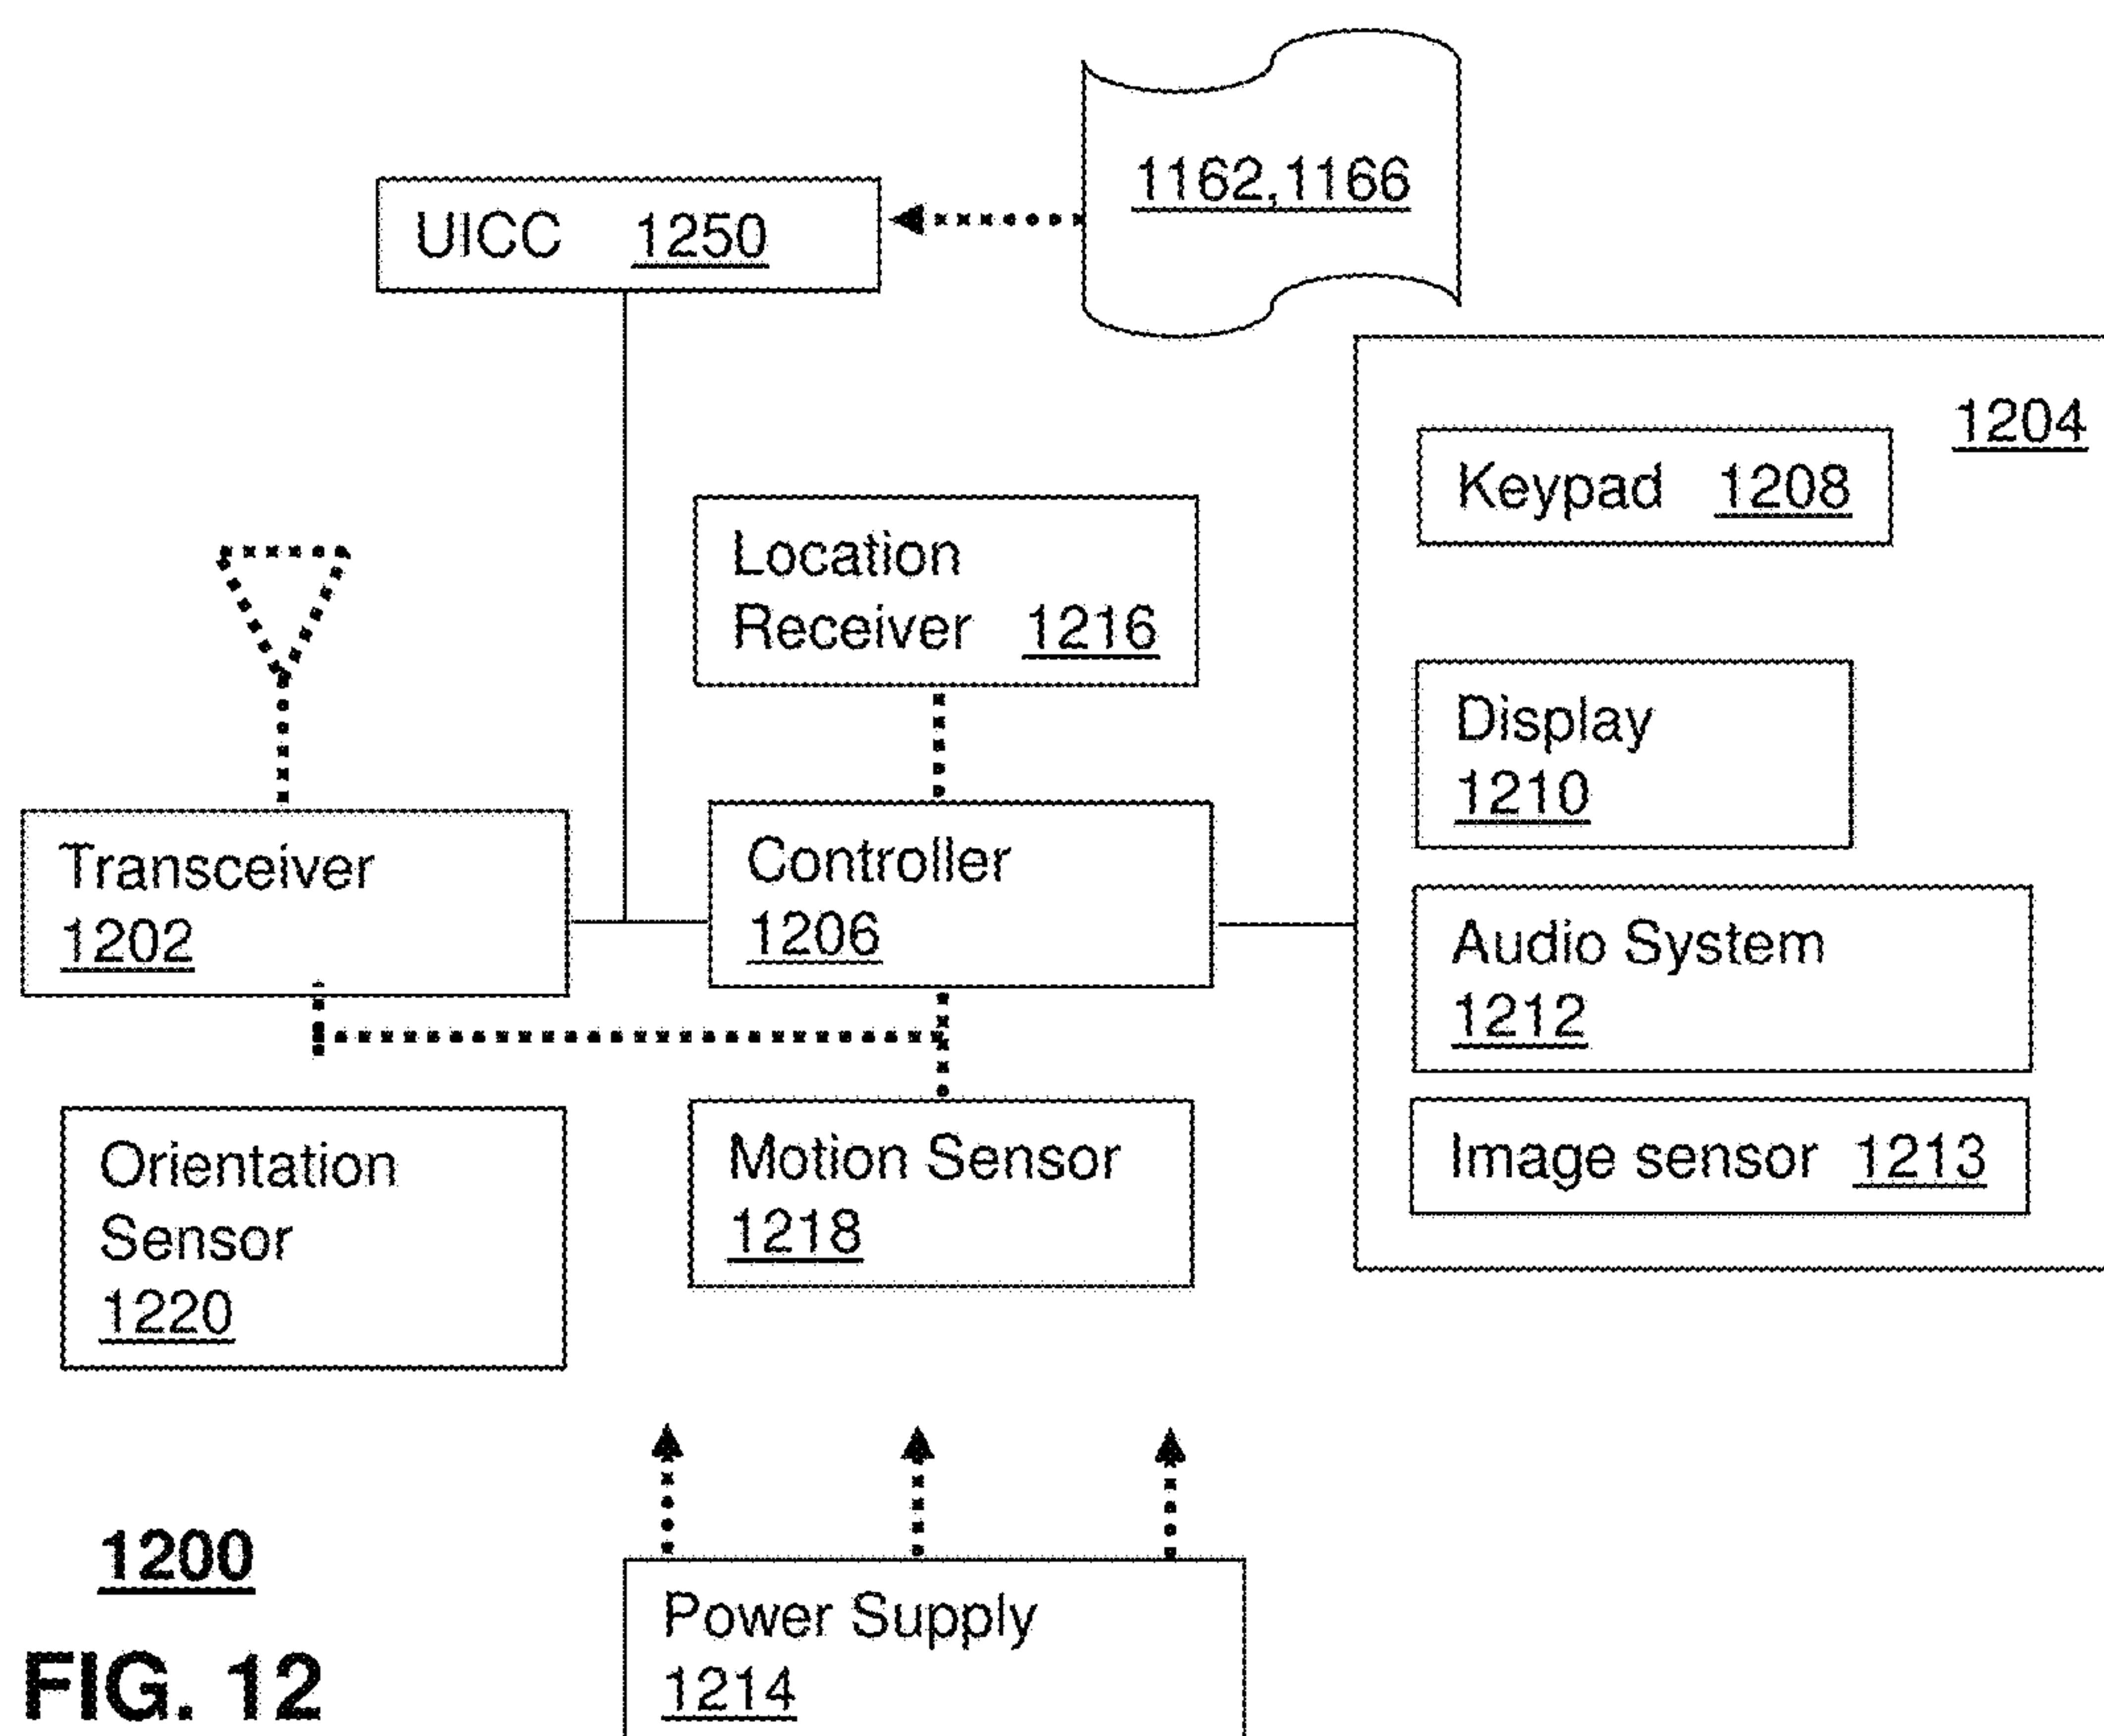 1162,1166
UICC 1250
1204
Keypad 1208
Location
Receiver 1216
Display
1210
Transceiver
1202
Controller
1206
Audio System
1212
Orientation
Sensor
1220
Motion Sensor
1218
Image sensor 1213
1200
FIG. 12
Power Supply
1214